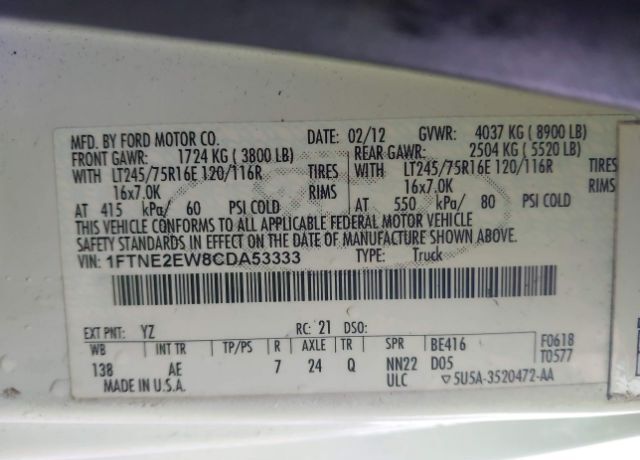 MFD. BY FORD MOTOR CO. DATE: 02/12 GVWR: 4037 KG ( 8900 LB)
FRONT GAWR: 1724 KG ( 3800 LB) REAR GAWR: 2504 KG ( 5520 LB)
WITH LT245/75R16E 120/116R TIRES WITH LT245/75R16E 120/116R TIRES
16x7.0K RIMS 16x7.0K RIMS
AT 415 kPa/ 60 PSI COLD AT 550 kPa/ 80 PSI COLD
THIS VEHICLE CONFORMS TO ALL APPLICABLE FEDERAL MOTOR VEHICLE
SAFETY STANDARDS IN EFFECT ON THE DATE OF MANUFACTURE SHOWN ABOVE.
VIN: 1FTNE2EW8CDA53333 TYPE: Truck
EXT PNT: YZ RC: 21 DSO:
WB INT TR TP/PS R AXLE TR SPR BE416 F0618
138 AE 7 24 Q NN22 D05 T0577
ULC ▽5U5A-3520472-AA
MADE IN U.S.A.